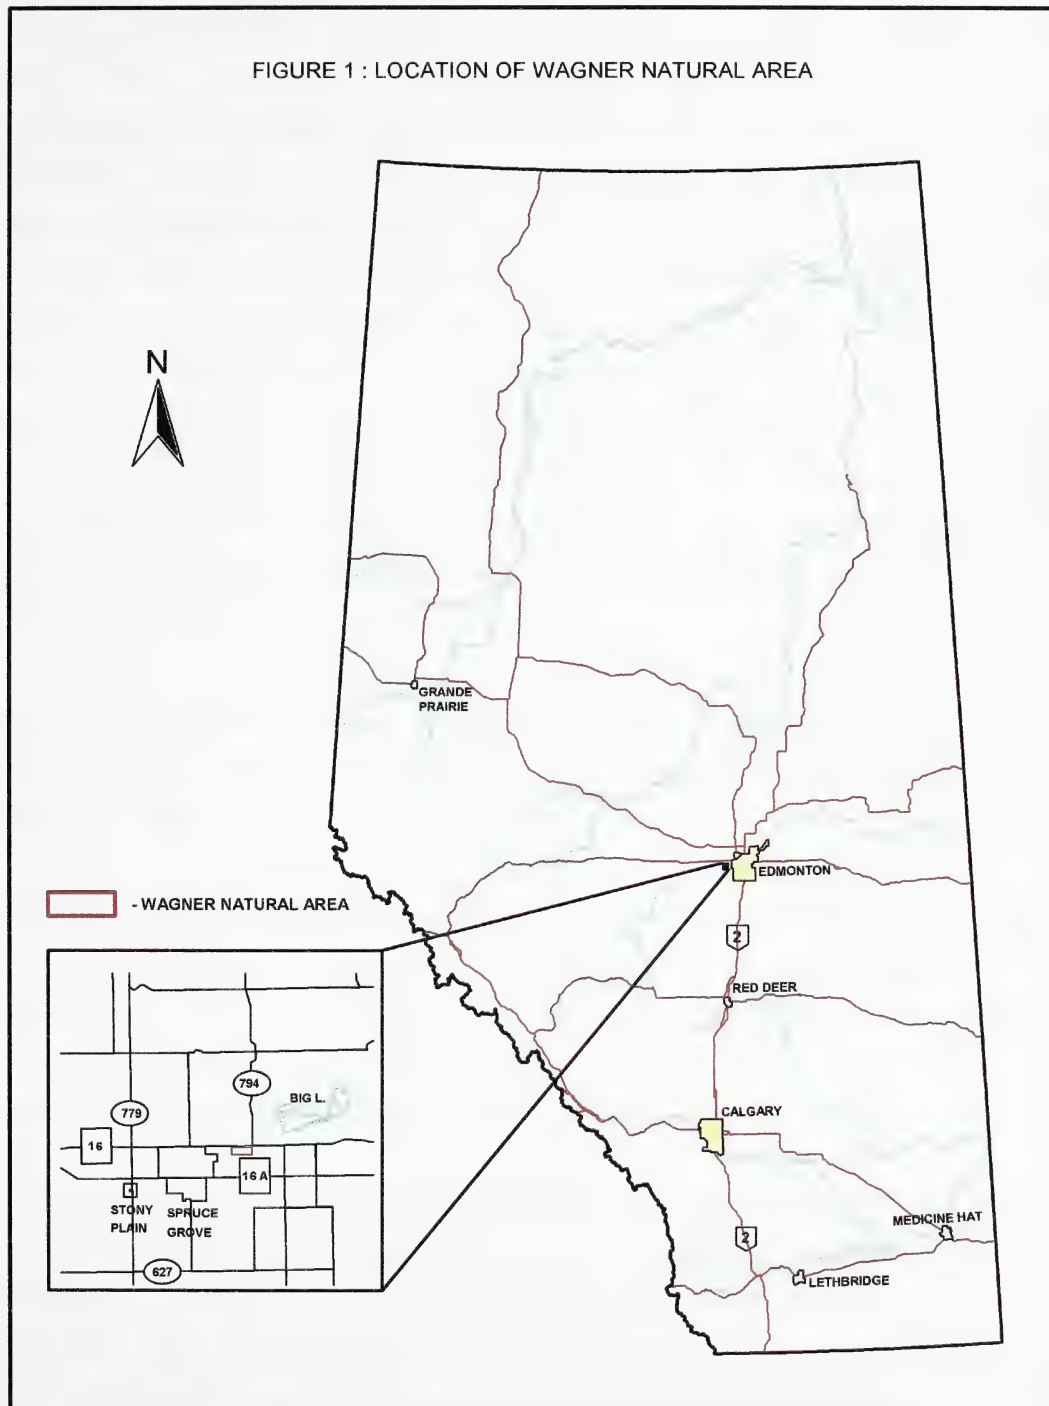 FIGURE 1 : LOCATION OF WAGNER NATURAL AREA
N
GRANDE
PRAIRIE
EDMONTON
- WAGNER NATURAL AREA
2
RED DEER
794
BIG L.
779
CALGARY
16
16 A
STONY
PLAIN
SPRUCE
GROVE
MEDICINE HAT
2
627
LETHBRIDGE